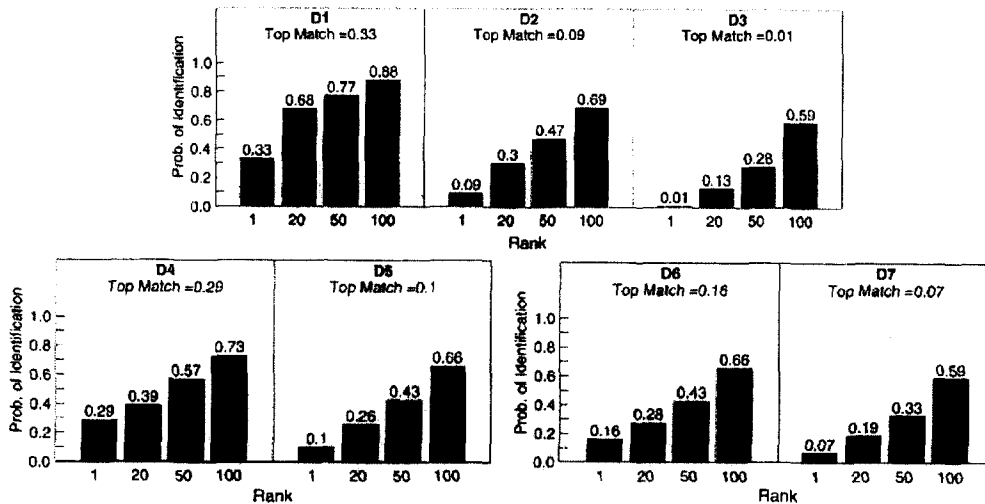 D1
Top Match =0.33
D2
Top Match =0.09
D3
Top Match =0.01
Prob. of Identification
1.0
0.8
0.6
0.4
0.2
0.0
0.33
0.68
0.77
0.88
0.09
0.3
0.47
0.69
0.01
0.13
0.28
0.59
1 20 50 100
1 20 50 100
1 20 50 100
Rank
D4
Top Match =0.29
D5
Top Match =0.1
Prob. of Identification
1.0
0.8
0.6
0.4
0.2
0.0
0.29
0.39
0.57
0.73
0.1
0.26
0.43
0.66
1 20 50 100
1 20 50 100
Rank
D6
Top Match =0.16
D7
Top Match =0.07
Prob. of Identification
1.0
0.8
0.6
0.4
0.2
0.0
0.16
0.28
0.43
0.66
0.07
0.19
0.33
0.59
1 20 50 100
1 20 50 100
Rank